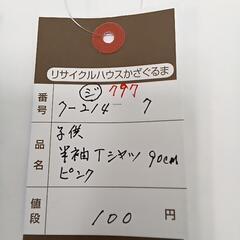 リサイクルハウスかざぐるま
ジ 797
番号 ク-214- 7
品名 子供
半袖Tシャツ 90cm
ピンク
値段 100 円